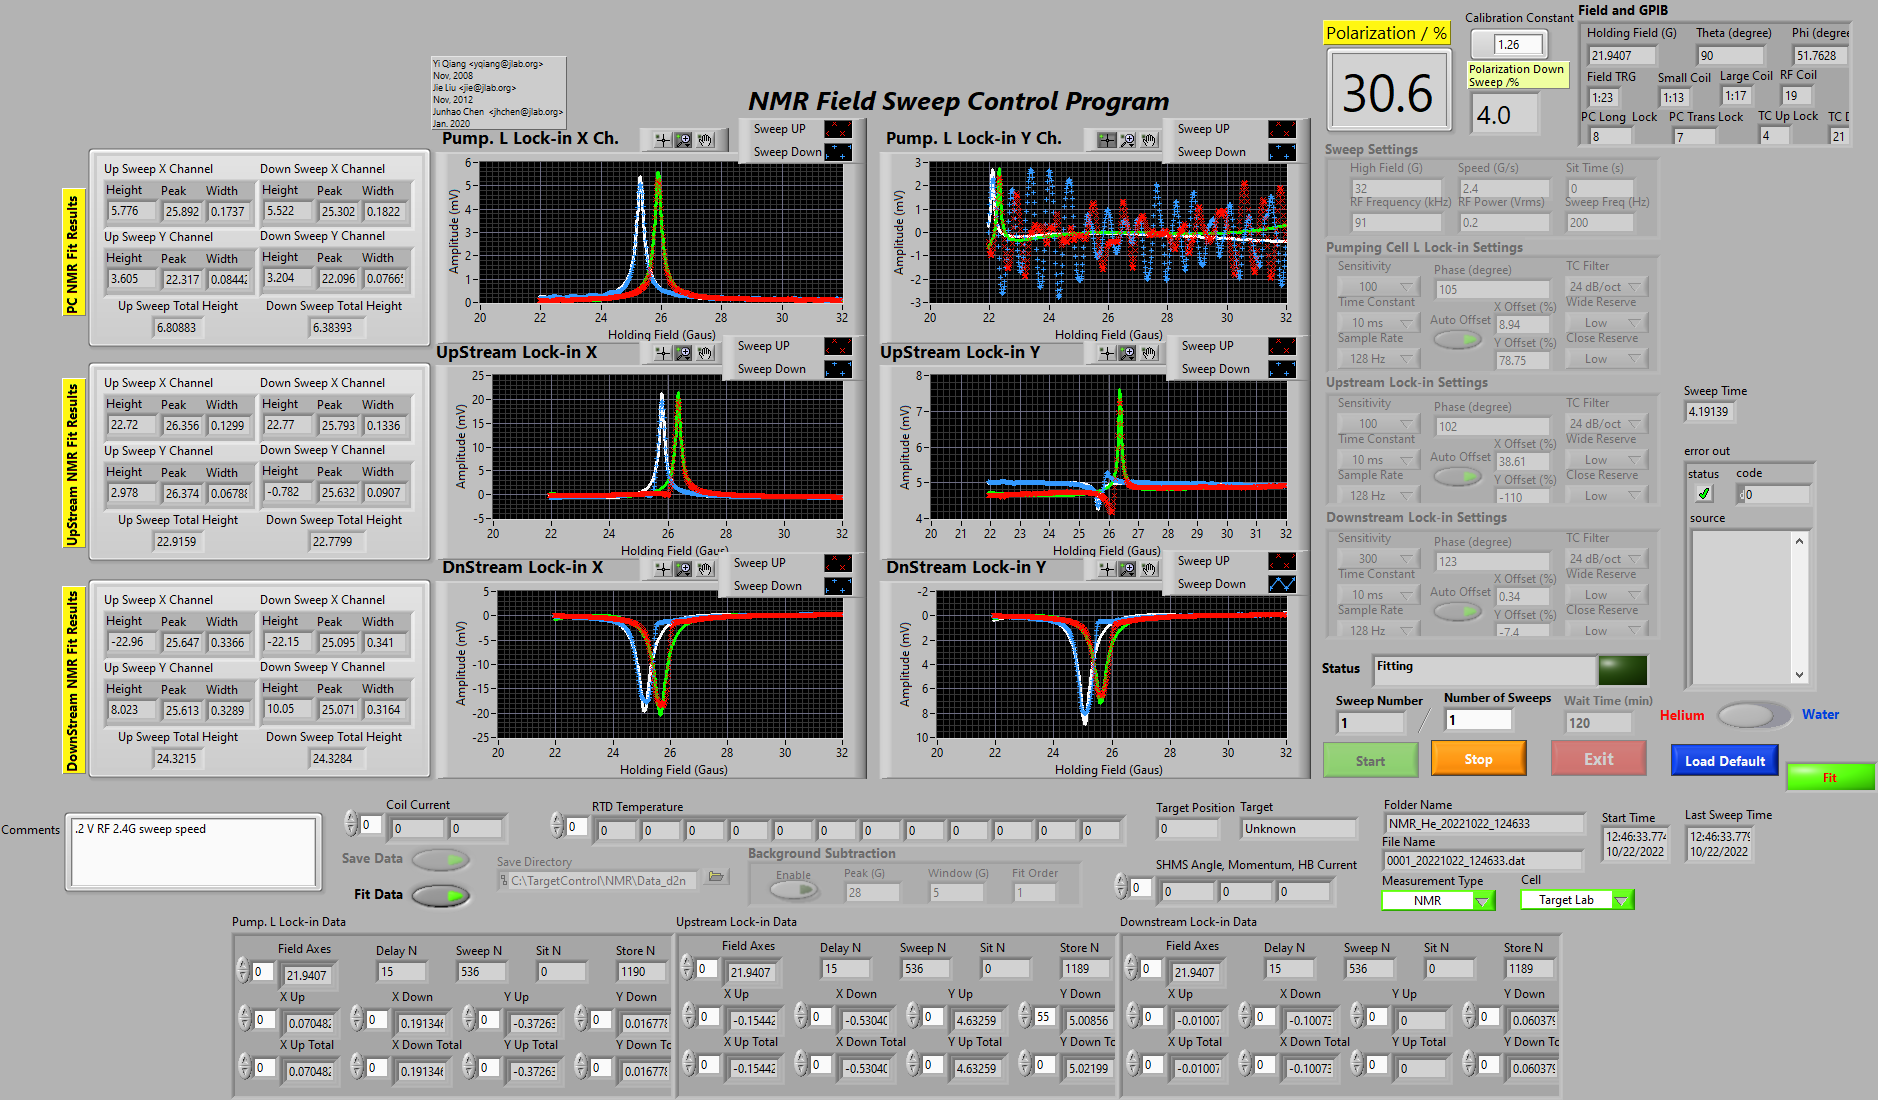 Yi Qiang <yqiang@jlab.org>
Nov, 2008
Jie Liu <jie@jlab.org>
Nov, 2012
Junhao Chen <jhchen@jlab.org>
Jan. 2020
NMR Field Sweep Control Program
Polarization / %
30.6
Calibration Constant
1.26
Polarization Down
Sweep /%
4.0
Field and GPIB
Holding Field (G) Theta (degree) Phi (degree
21.9407 90 51.7628
Field TRG Small Coil Large Coil RF Coil
1:23 1:13 1:17 19
PC Long Lock PC Trans Lock TC Up Lock TC D
8 7 4 21
PC NMR Fit Results
Up Sweep X Channel Down Sweep X Channel
Height Peak Width Height Peak Width
5.776 25.892 0.1737 5.522 25.302 0.1822
Up Sweep Y Channel Down Sweep Y Channel
Height Peak Width Height Peak Width
3.605 22.317 0.08442 3.204 22.096 0.0766
Up Sweep Total Height Down Sweep Total Height
6.80883 6.38393
UpStream NMR Fit Results
Up Sweep X Channel Down Sweep X Channel
Height Peak Width Height Peak Width
22.72 26.356 0.1299 22.77 25.793 0.1336
Up Sweep Y Channel Down Sweep Y Channel
Height Peak Width Height Peak Width
2.978 26.374 0.06788 -0.782 25.632 0.0907
Up Sweep Total Height Down Sweep Total Height
22.9159 22.7799
DownStream NMR Fit Results
Up Sweep X Channel Down Sweep X Channel
Height Peak Width Height Peak Width
-22.96 25.647 0.3366 -22.15 25.095 0.341
Up Sweep Y Channel Down Sweep Y Channel
Height Peak Width Height Peak Width
8.023 25.613 0.3289 10.05 25.071 0.3164
Up Sweep Total Height Down Sweep Total Height
24.3215 24.3284
Pump. L Lock-in X Ch.
Sweep UP
Sweep Down
Amplitude (mV)
6 5 4 3 2 1 0
20 22 24 26 28 30 32
Holding Field (Gaus)
Pump. L Lock-in Y Ch.
Sweep UP
Sweep Down
Amplitude (mV)
3 2 1 0 -1 -2 -3
20 22 24 26 28 30 32
Holding Field (Gaus)
UpStream Lock-in X
Sweep UP
Sweep Down
Amplitude (mV)
25 20 15 10 5 0 -5
20 22 24 26 28 30 32
Holding Field (Gaus)
UpStream Lock-in Y
Sweep UP
Sweep Down
Amplitude (mV)
8 7 6 5 4
20 21 22 23 24 25 26 27 28 29 30 31 32
Holding Field (Gaus)
DnStream Lock-in X
Sweep UP
Sweep Down
Amplitude (mV)
5 0 -5 -10 -15 -20 -25
20 22 24 26 28 30 32
Holding Field (Gaus)
DnStream Lock-in Y
Sweep UP
Sweep Down
Amplitude (mV)
-2 0 2 4 6 8 10
20 22 24 26 28 30 32
Holding Field (Gaus)
Sweep Settings
High Field (G) Speed (G/s) Sit Time (s)
32 2.4 0
RF Frequency (kHz) RF Power (Vrms) Sweep Freq (Hz)
91 0.2 200
Pumping Cell L Lock-in Settings
Sensitivity Phase (degree) TC Filter
100 105 24 dB/oct
Time Constant X Offset (%) Wide Reserve
10 ms Auto Offset 8.94 Low
Sample Rate Y Offset (%) Close Reserve
128 Hz 78.75 Low
Upstream Lock-in Settings
Sensitivity Phase (degree) TC Filter
100 102 24 dB/oct
Time Constant X Offset (%) Wide Reserve
10 ms Auto Offset 38.61 Low
Sample Rate Y Offset (%) Close Reserve
128 Hz -110 Low
Downstream Lock-in Settings
Sensitivity Phase (degree) TC Filter
300 123 24 dB/oct
Time Constant X Offset (%) Wide Reserve
10 ms Auto Offset 0.34 Low
Sample Rate Y Offset (%) Close Reserve
128 Hz -7.4 Low
Sweep Time
4.19139
error out
status code
0
source
Status Fitting
Sweep Number Number of Sweeps Wait Time (min)
1 / 1 120
Helium Water
Start Stop Exit Load Default
Fit
Comments
.2 V RF 2.4G sweep speed
Coil Current
0 0 0
Save Data
Fit Data
RTD Temperature
0 0 0 0 0 0 0 0 0 0 0 0 0
Save Directory
C:\TargetControl\NMR\Data_d2n
Background Subtraction
Enable Peak (G) Window (G) Fit Order
28 5 1
Target Position Target
0 Unknown
SHMS Angle, Momentum, HB Current
0 0 0 0
Folder Name
NMR_He_20221022_124633
File Name
0001_20221022_124633.dat
Measurement Type Cell
NMR Target Lab
Start Time Last Sweep Time
12:46:33.774 12:46:33.779
10/22/2022 10/22/2022
Pump. L Lock-in Data
Field Axes Delay N Sweep N Sit N Store N
0 21.9407 15 536 0 1190
X Up X Down Y Up Y Down
0 0.070482 0 0.191346 0 -0.37263 0 0.016778
X Up Total X Down Total Y Up Total Y Down To
0 0.070482 0 0.191346 0 -0.37263 0 0.016778
Upstream Lock-in Data
Field Axes Delay N Sweep N Sit N Store N
0 21.9407 15 536 0 1189
X Up X Down Y Up Y Down
0 -0.15442 0 -0.53040 0 4.63259 55 5.00856
X Up Total X Down Total Y Up Total Y Down To
0 -0.15442 0 -0.53040 0 4.63259 0 5.02199
Downstream Lock-in Data
Field Axes Delay N Sweep N Sit N Store N
0 21.9407 15 536 0 1189
X Up X Down Y Up Y Down
0 -0.01007 0 -0.10073 0 0 0 0.060379
X Up Total X Down Total Y Up Total Y Down To
0 -0.01007 0 -0.10073 0 0 0 0.060379